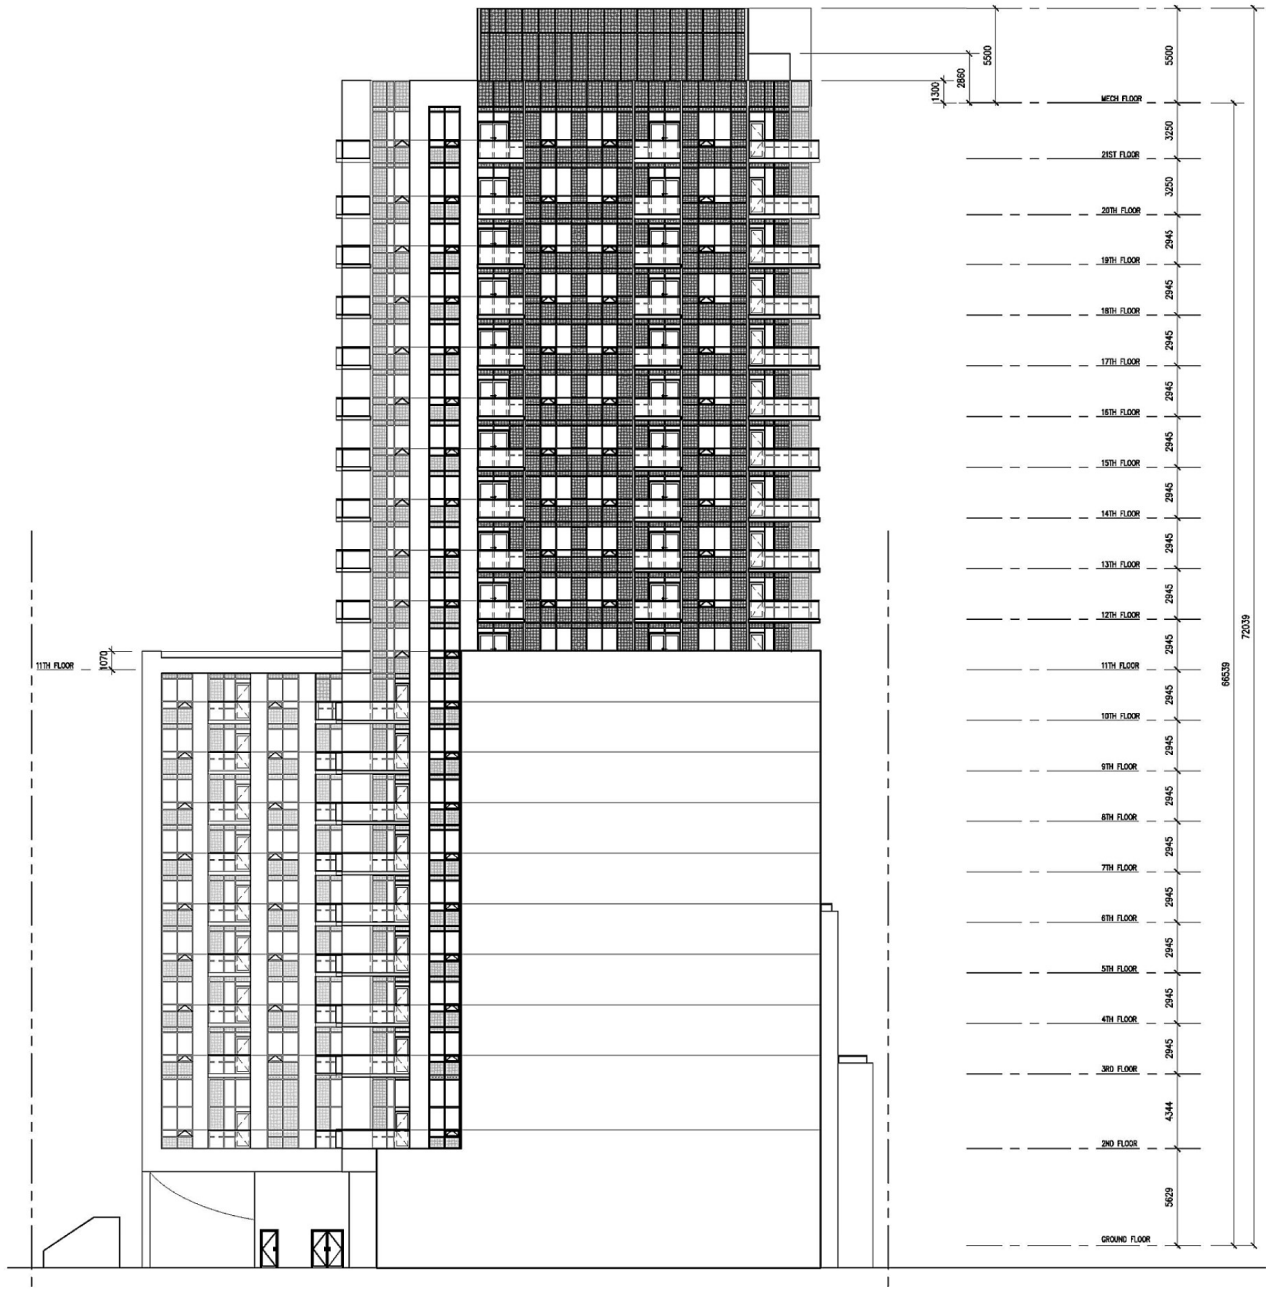 5500
5500
2860
1300
MECH FLOOR
3250
21ST FLOOR
3250
20TH FLOOR
2945
19TH FLOOR
2945
18TH FLOOR
2945
17TH FLOOR
2945
16TH FLOOR
2945
15TH FLOOR
2945
14TH FLOOR
2945
13TH FLOOR
2945
12TH FLOOR
72039
2945
11TH FLOOR
1070
11TH FLOOR
66539
2945
10TH FLOOR
2945
9TH FLOOR
2945
8TH FLOOR
2945
7TH FLOOR
2945
6TH FLOOR
2945
5TH FLOOR
2945
4TH FLOOR
2945
3RD FLOOR
4344
2ND FLOOR
5629
GROUND FLOOR